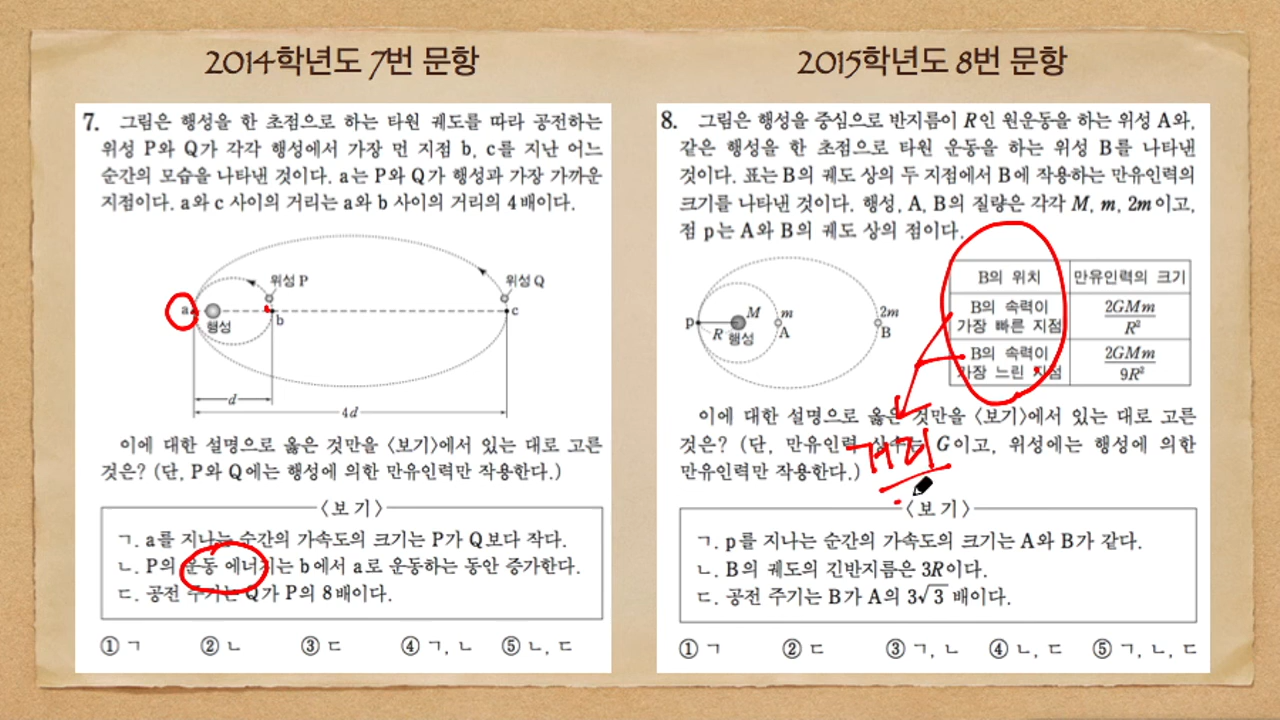 2014학년도 7번 문항
7. 그림은 행성을 한 초점으로 하는 타원 궤도를 따라 공전하는
위성 P와 Q가 각각 행성에서 가장 먼 지점 b, c를 지난 어느
순간의 모습을 나타낸 것이다. a는 P와 Q가 행성과 가장 가까운
지점이다. a와 c 사이의 거리는 a와 b 사이의 거리의 4배이다.
위성 P
위성 Q
a
행성
b
c
d
4d
이에 대한 설명으로 옳은 것만을 〈보기〉에서 있는 대로 고른
것은? (단, P와 Q에는 행성에 의한 만유인력만 작용한다.)
〈보 기〉
ㄱ. a를 지나는 순간의 가속도의 크기는 P가 Q보다 작다.
ㄴ. P의 운동 에너지는 b에서 a로 운동하는 동안 증가한다.
ㄷ. 공전 주기는 Q가 P의 8배이다.
① ㄱ ② ㄴ ③ ㄷ ④ ㄱ, ㄴ ⑤ ㄴ, ㄷ
2015학년도 8번 문항
8. 그림은 행성을 중심으로 반지름이 R인 원운동을 하는 위성 A와,
같은 행성을 한 초점으로 타원 운동을 하는 위성 B를 나타낸
것이다. 표는 B의 궤도 상의 두 지점에서 B에 작용하는 만유인력의
크기를 나타낸 것이다. 행성, A, B의 질량은 각각 M, m, 2m이고,
점 p는 A와 B의 궤도 상의 점이다.
p
R
행성
M
m
A
2m
B
B의 위치 만유인력의 크기
B의 속력이
가장 빠른 지점
2GMm
R²
B의 속력이
가장 느린 지점
2GMm
9R²
이에 대한 설명으로 옳은 것만을 〈보기〉에서 있는 대로 고른
것은? (단, 만유인력 상수는 G이고, 위성에는 행성에 의한
만유인력만 작용한다.)
거리
〈보 기〉
ㄱ. p를 지나는 순간의 가속도의 크기는 A와 B가 같다.
ㄴ. B의 궤도의 긴반지름은 3R이다.
ㄷ. 공전 주기는 B가 A의 3√3 배이다.
① ㄱ ② ㄷ ③ ㄱ, ㄴ ④ ㄴ, ㄷ ⑤ ㄱ, ㄴ, ㄷ